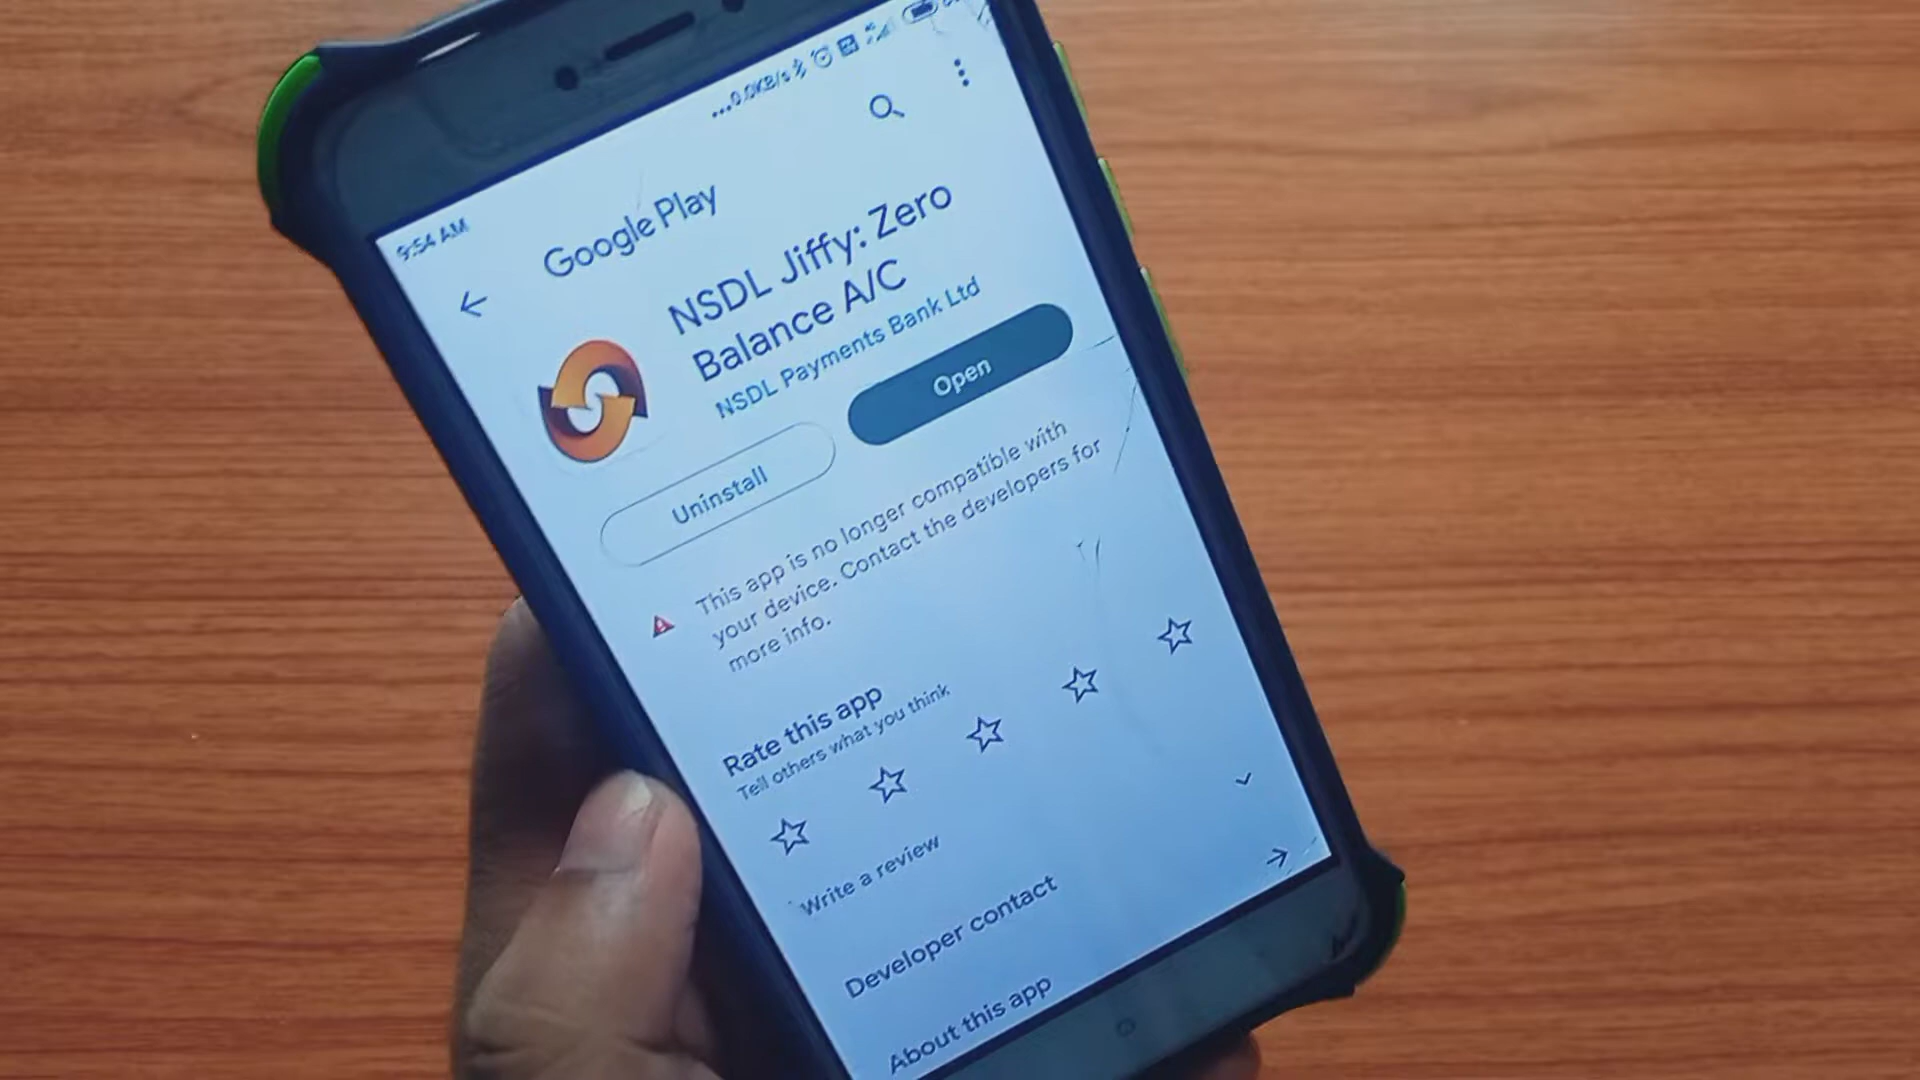 ...0.0KB/s
9:54 AM
Google Play
NSDL Jiffy: Zero
Balance A/C
NSDL Payments Bank Ltd
Uninstall
Open
This app is no longer compatible with
your device. Contact the developers for
more info.
Rate this app
Tell others what you think
Write a review
Developer contact
About this app